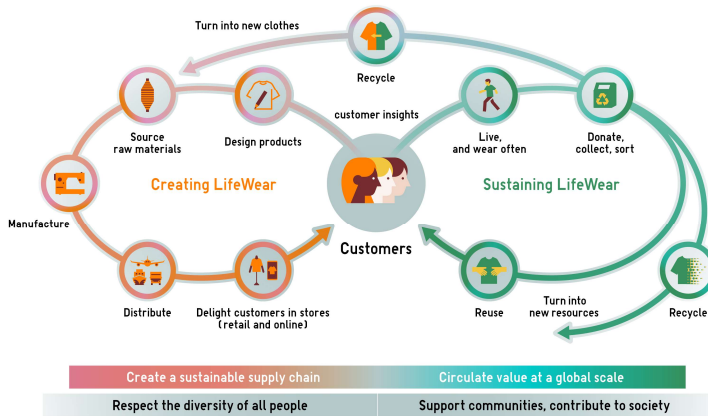 Turn into new clothes
Recycle
customer insights
Source
raw materials
Design products
Live,
and wear often
Donate,
collect, sort
Creating LifeWear
Sustaining LifeWear
Manufacture
Customers
Distribute
Delight customers in stores
(retail and online)
Reuse
Turn into
new resources
Recycle
Create a sustainable supply chain
Circulate value at a global scale
Respect the diversity of all people
Support communities, contribute to society